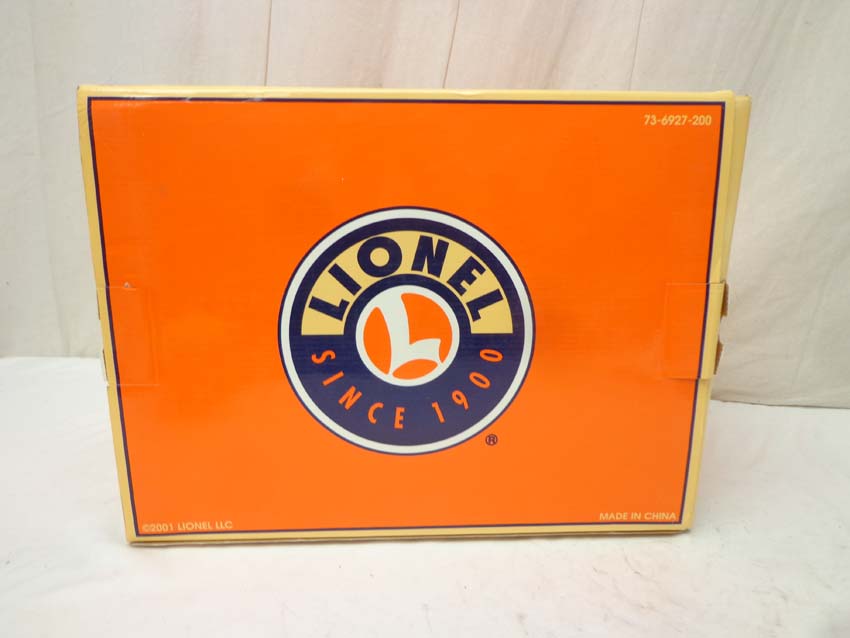 73-6927-200
LIONEL
L
SINCE 1900
®
©2001 LIONEL LLC
MADE IN CHINA